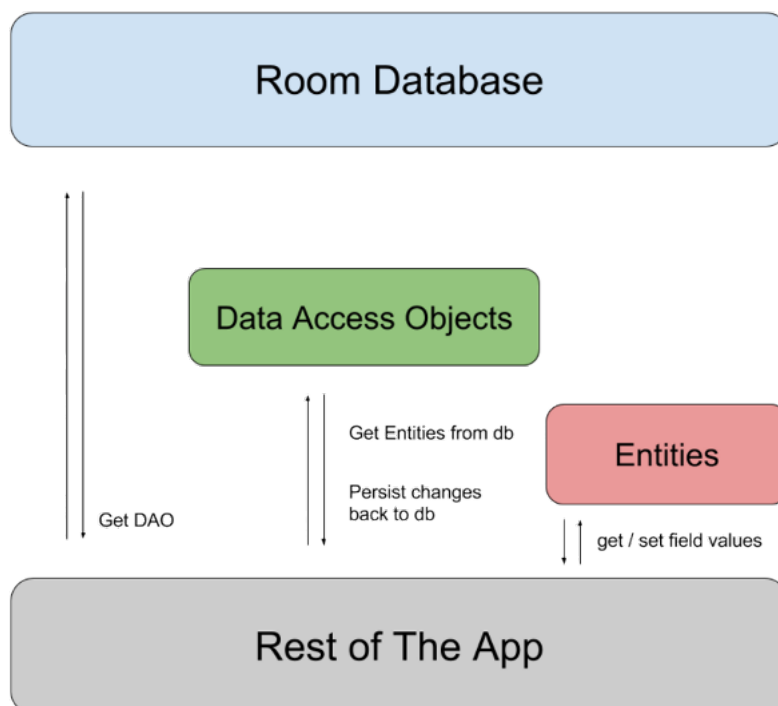 Room Database
Data Access Objects
Get Entities from db
Entities
Persist changes
back to db
Get DAO
get / set field values
Rest of The App